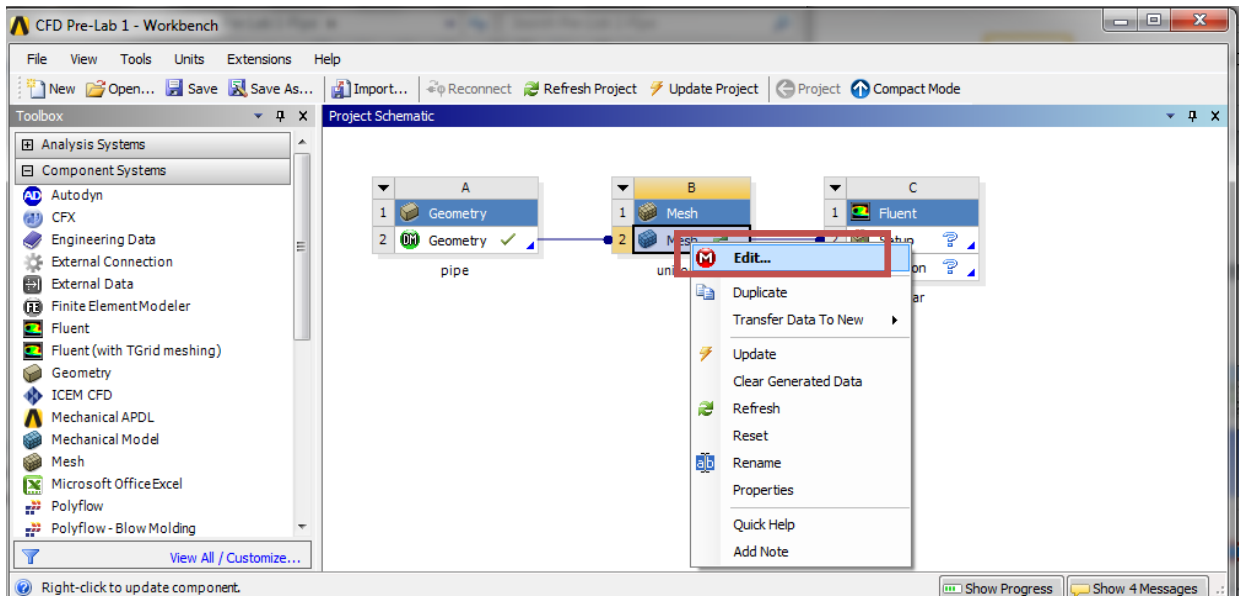 CFD Pre-Lab 1 - Workbench
File View Tools Units Extensions Help
New Open... Save Save As... Import... Reconnect Refresh Project Update Project Project Compact Mode
Toolbox
Project Schematic
Analysis Systems
Component Systems
Autodyn
CFX
Engineering Data
External Connection
External Data
Finite Element Modeler
Fluent
Fluent (with TGrid meshing)
Geometry
ICEM CFD
Mechanical APDL
Mechanical Model
Mesh
Microsoft Office Excel
Polyflow
Polyflow - Blow Molding
View All / Customize...
A
1 Geometry
2 DM Geometry
pipe
B
1 Mesh
2 Mesh
C
1 Fluent
2 Setup
Edit...
Duplicate
Transfer Data To New
Update
Clear Generated Data
Refresh
Reset
Rename
Properties
Quick Help
Add Note
Right-click to update component.
Show Progress
Show 4 Messages